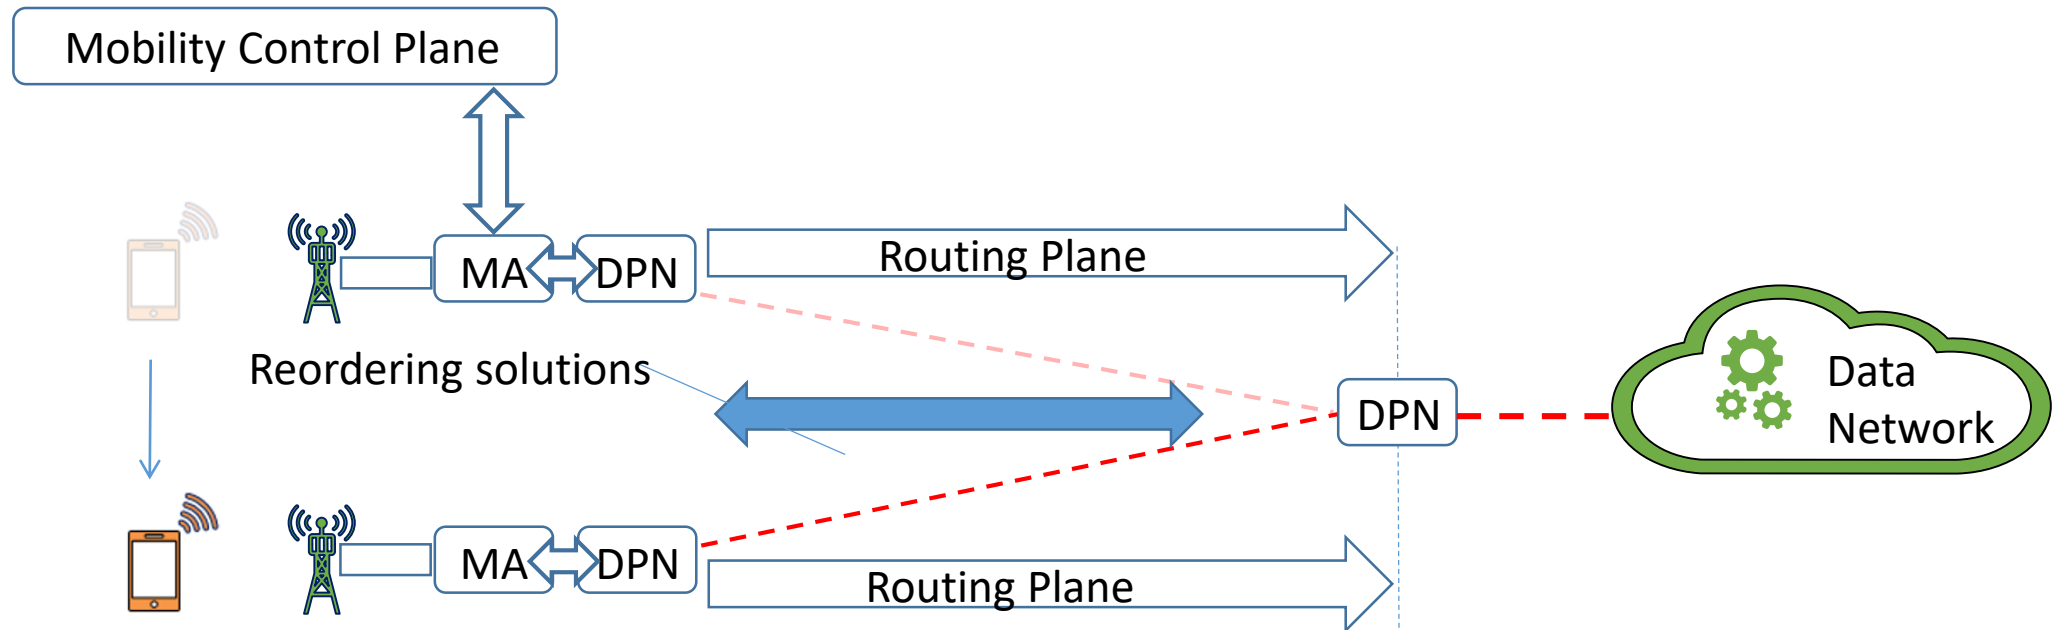 Mobility Control Plane
MA
DPN
Routing Plane
Reordering solutions
DPN
Data
Network
MA
DPN
Routing Plane